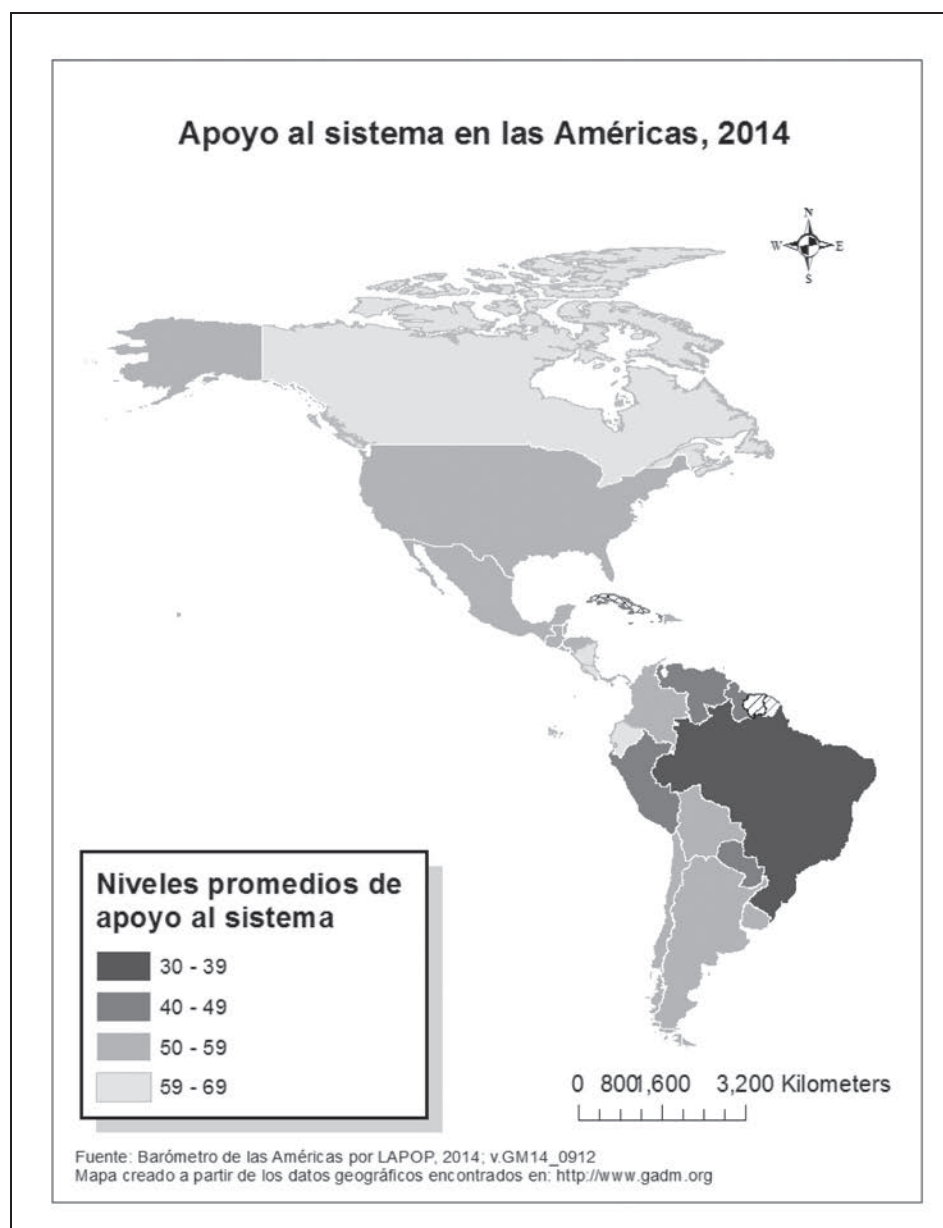 Apoyo al sistema en las Américas, 2014
N
W E
S
Niveles promedios de
apoyo al sistema
30 - 39
40 - 49
50 - 59
59 - 69
0 8001,600 3,200 Kilometers
Fuente: Barómetro de las Américas por LAPOP, 2014; v.GM14_0912
Mapa creado a partir de los datos geográficos encontrados en: http://www.gadm.org